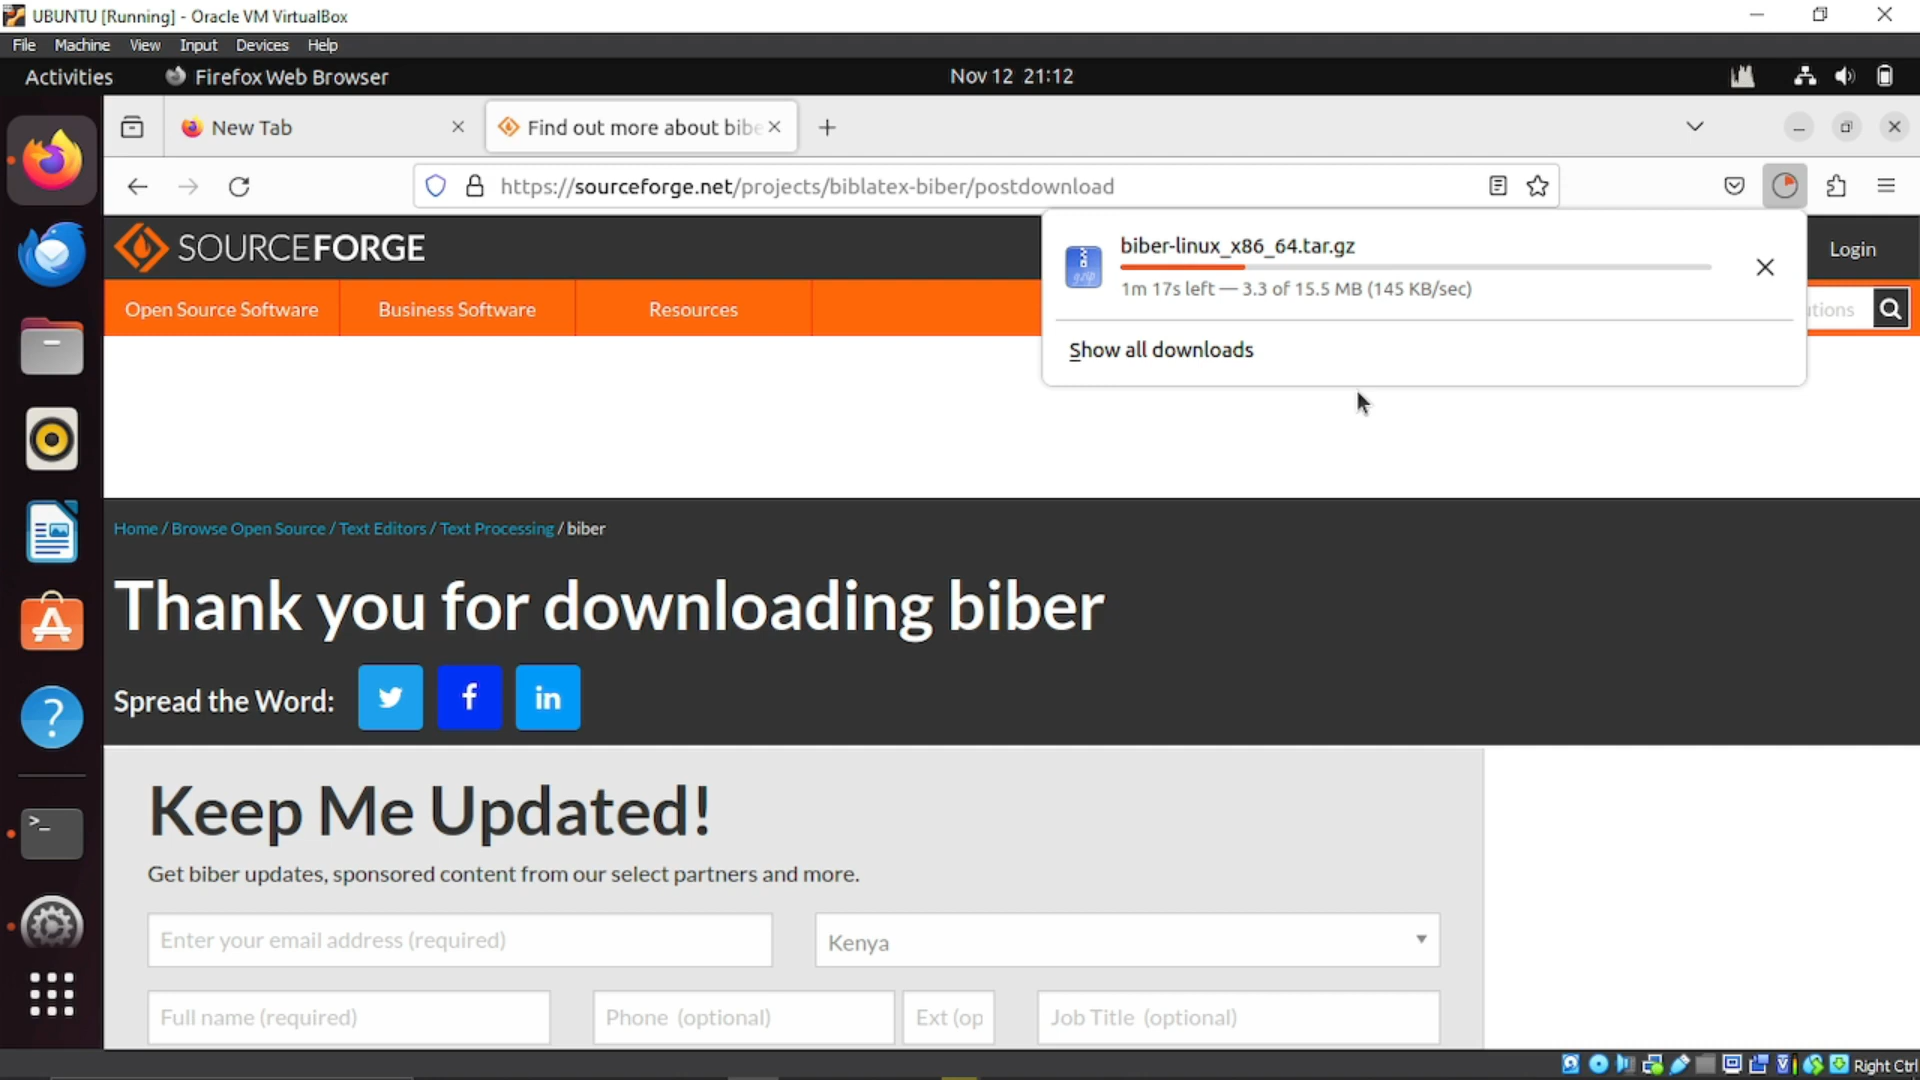 UBUNTU [Running] - Oracle VM VirtualBox
File Machine View Input Devices Help
Activities Firefox Web Browser Nov 12 21:12
New Tab Find out more about bibe
https://sourceforge.net/projects/biblatex-biber/postdownload
SOURCEFORGE
Login
Open Source Software Business Software Resources
biber-linux_x86_64.tar.gz
1m 17s left — 3.3 of 15.5 MB (145 KB/sec)
Show all downloads
Home / Browse Open Source / Text Editors / Text Processing / biber
Thank you for downloading biber
Spread the Word:
Keep Me Updated!
Get biber updates, sponsored content from our select partners and more.
Enter your email address (required) Kenya
Full name (required) Phone (optional) Ext (op Job Title (optional)
Right Ctrl